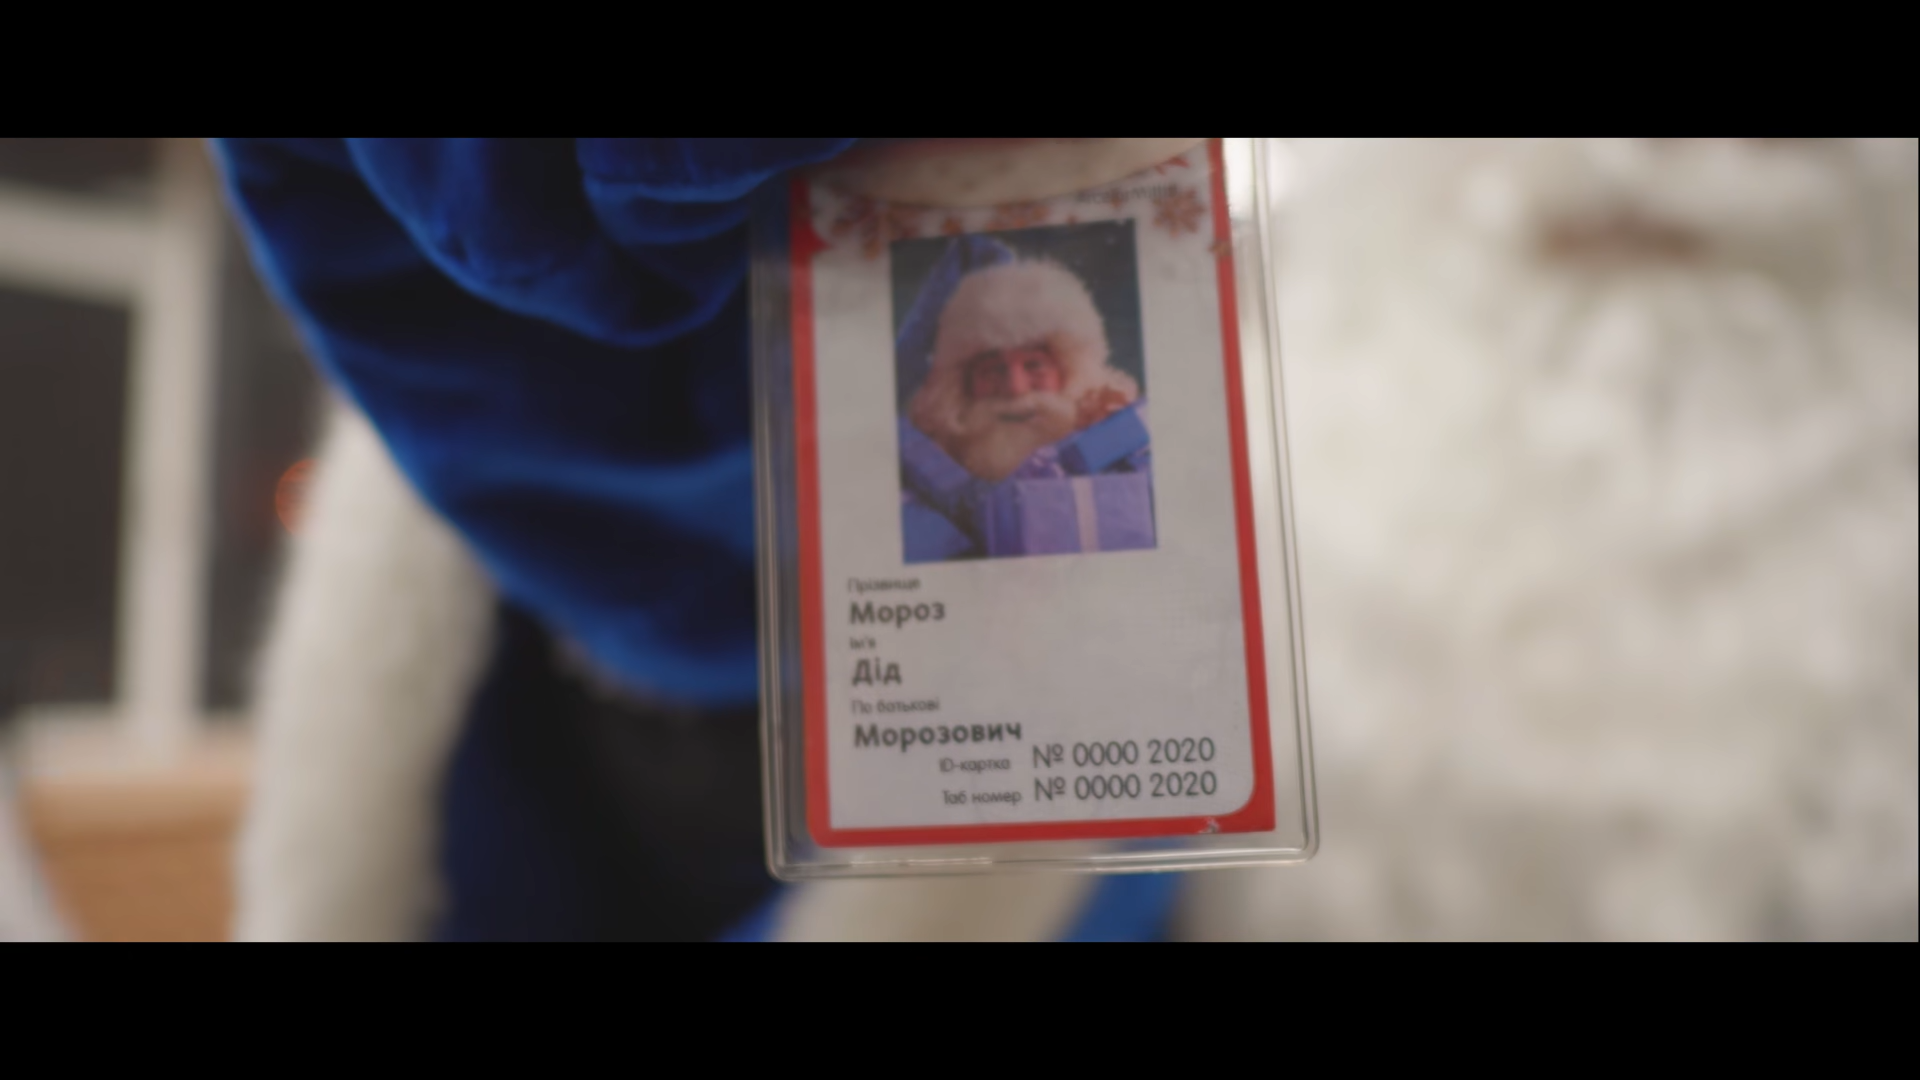 Прізвище
Мороз
Ім'я
Дід
По батькові
Морозович
ID-картка № 0000 2020
Таб номер № 0000 2020